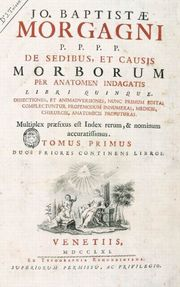 JO. BAPTISTÆ
MORGAGNI
P. P. P. P.
DE SEDIBUS, ET CAUSIS
MORBORUM
PER ANATOMEN INDAGATIS
LIBRI QUINQUE.
DISSECTIONES, ET ANIMADVERSIONES, NUNC PRIMUM EDITAS
COMPLECTUNTUR, PROPEMODUM INNUMERAS, MEDICIS,
CHIRURGIS, ANATOMICIS PROFUTURAS.
Multiplex præfixus est Index rerum, & nominum
accuratissimus.
TOMUS PRIMUS
DUOS PRIORES CONTINENS LIBROS.
VENETIIS,
MDCCLXI.
EX TYPOGRAPHIA REMONDINIANA.
SUPERIORUM PERMISSU, AC PRIVILEGIO.